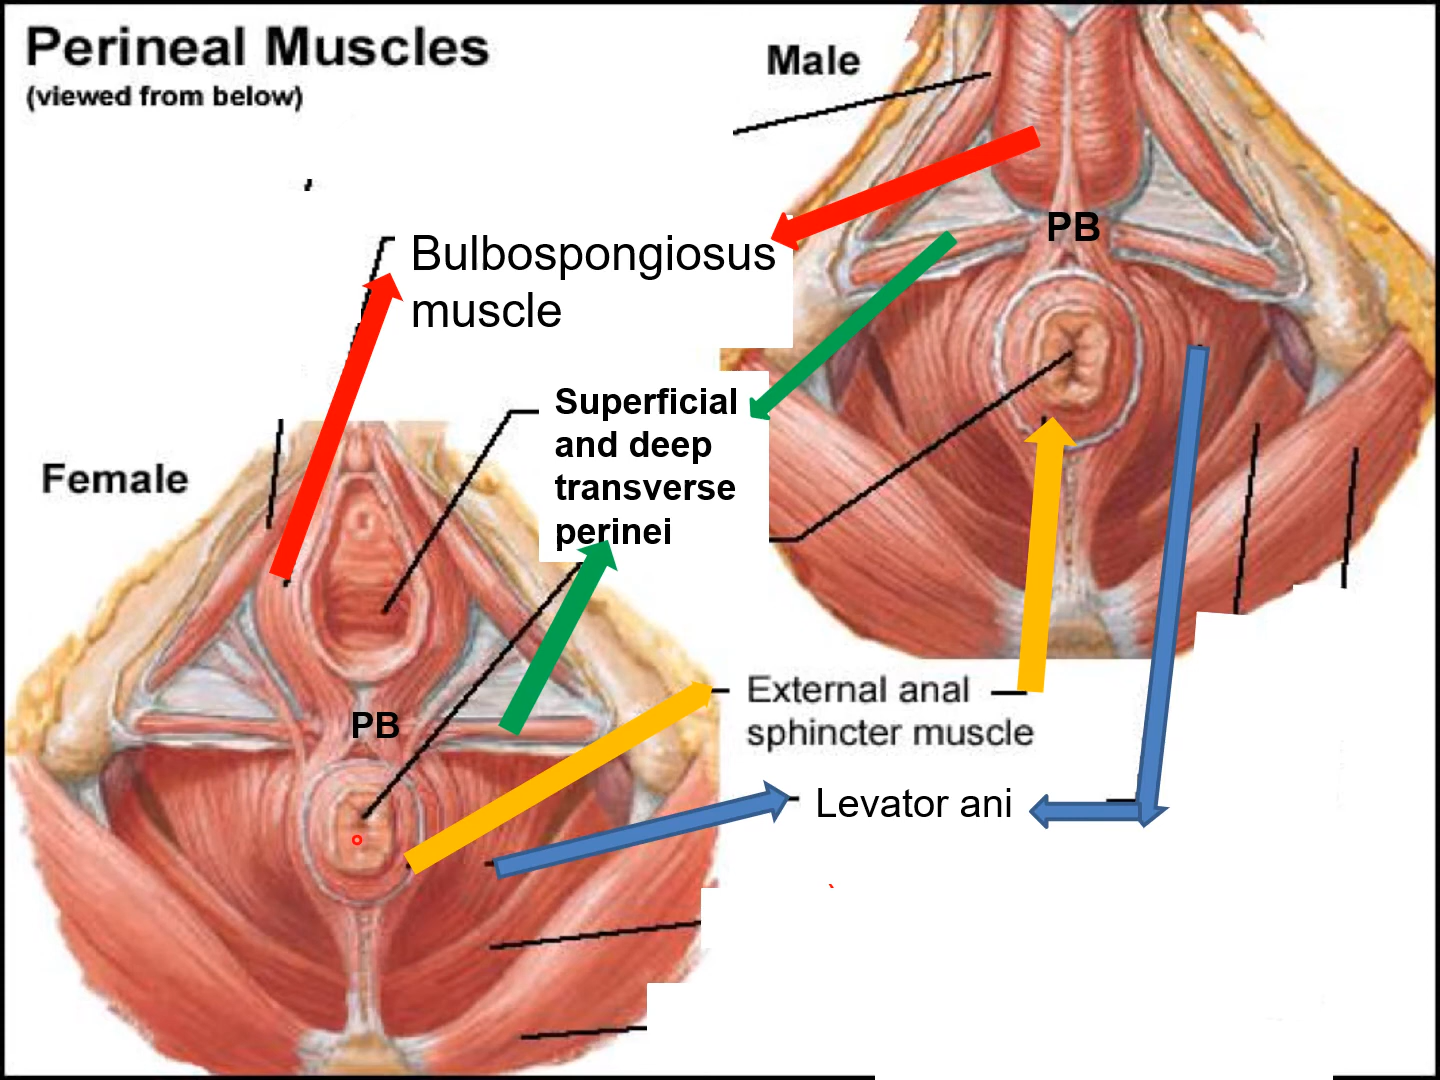 Perineal Muscles
(viewed from below)
Male
PB
Bulbospongiosus
muscle
Superficial
and deep
transverse
perinei
Female
PB
External anal
sphincter muscle
Levator ani